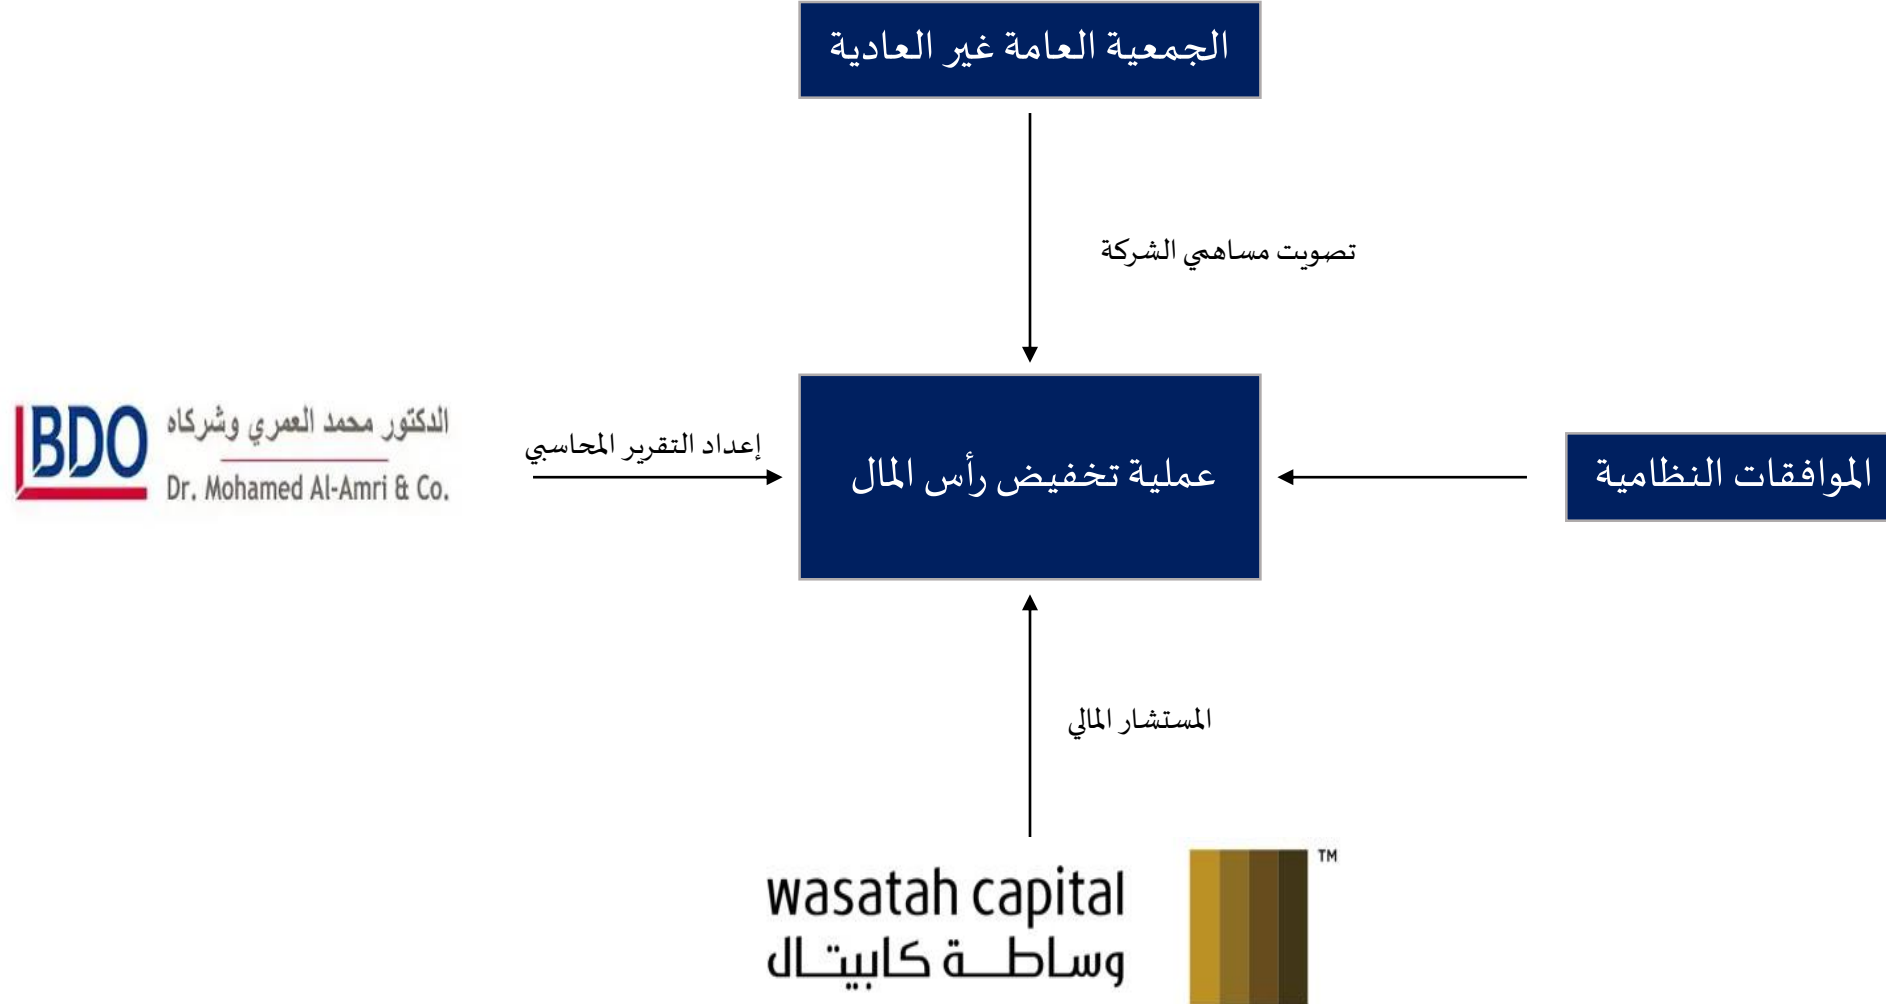 الجمعية العامة غير العادية
تصويت مساهمي الشركة
الموافقات النظامية
عملية تخفيض رأس المال
إعداد التقرير المحاسبي
BDO
الدكتور محمد العمري وشركاه
Dr. Mohamed Al-Amri & Co.
المستشار المالي
wasatah capital
وساطة كابيتال
TM